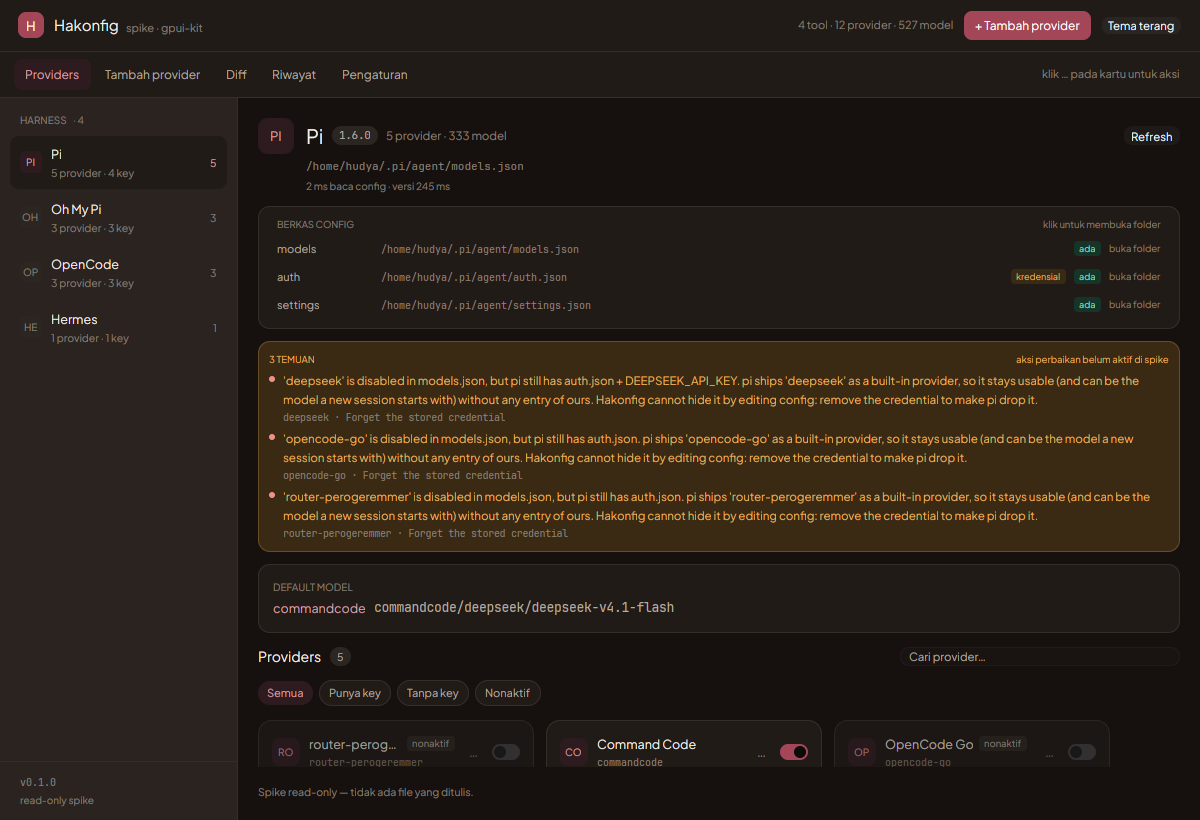 H Hakonfig spike · gpui-kit
4 tool · 12 provider · 527 model
+ Tambah provider
Tema terang
Providers Tambah provider Diff Riwayat Pengaturan
klik … pada kartu untuk aksi
HARNESS · 4
PI Pi 5
5 provider · 4 key
OH Oh My Pi 3
3 provider · 3 key
OP OpenCode 3
3 provider · 3 key
HE Hermes 1
1 provider · 1 key
v0.1.0
read-only spike
PI Pi 1.6.0 5 provider · 333 model
Refresh
/home/hudya/.pi/agent/models.json
2 ms baca config · versi 245 ms
BERKAS CONFIG klik untuk membuka folder
models /home/hudya/.pi/agent/models.json ada buka folder
auth /home/hudya/.pi/agent/auth.json kredensial ada buka folder
settings /home/hudya/.pi/agent/settings.json ada buka folder
3 TEMUAN aksi perbaikan belum aktif di spike
'deepseek' is disabled in models.json, but pi still has auth.json + DEEPSEEK_API_KEY. pi ships 'deepseek' as a built-in provider, so it stays usable (and can be the
model a new session starts with) without any entry of ours. Hakonfig cannot hide it by editing config: remove the credential to make pi drop it.
deepseek · Forget the stored credential
'opencode-go' is disabled in models.json, but pi still has auth.json. pi ships 'opencode-go' as a built-in provider, so it stays usable (and can be the model a new
session starts with) without any entry of ours. Hakonfig cannot hide it by editing config: remove the credential to make pi drop it.
opencode-go · Forget the stored credential
'router-perogeremmer' is disabled in models.json, but pi still has auth.json. pi ships 'router-perogeremmer' as a built-in provider, so it stays usable (and can be the
model a new session starts with) without any entry of ours. Hakonfig cannot hide it by editing config: remove the credential to make pi drop it.
router-perogeremmer · Forget the stored credential
DEFAULT MODEL
commandcode commandcode/deepseek/deepseek-v4.1-flash
Providers 5
Cari provider…
Semua Punya key Tanpa key Nonaktif
RO router-perog… nonaktif …
router-perogeremmer
CO Command Code …
commandcode
OP OpenCode Go nonaktif …
opencode-go
Spike read-only — tidak ada file yang ditulis.